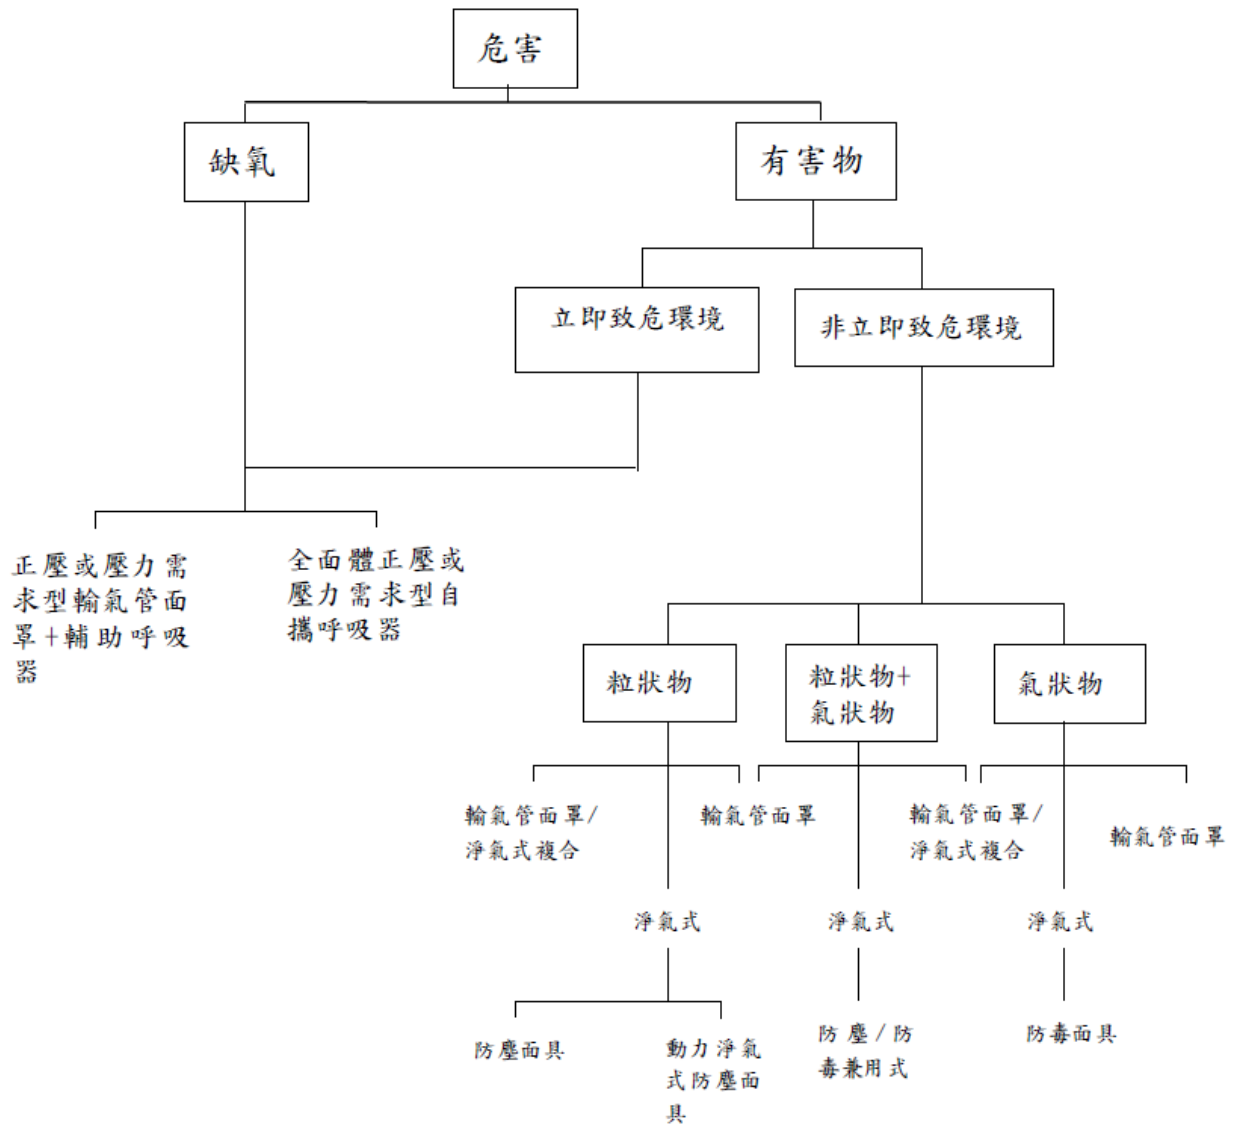 危害
缺氧
有害物
立即致危環境
非立即致危環境
正壓或壓力需
求型輸氣管面
罩+輔助呼吸
器
全面體正壓或
壓力需求型自
攜呼吸器
粒狀物
粒狀物+
氣狀物
氣狀物
輸氣管面罩/
淨氣式複合
輸氣管面罩
輸氣管面罩/
淨氣式複合
輸氣管面罩
淨氣式
淨氣式
淨氣式
防塵面具
動力淨氣
式防塵面
具
防塵/防
毒兼用式
防毒面具